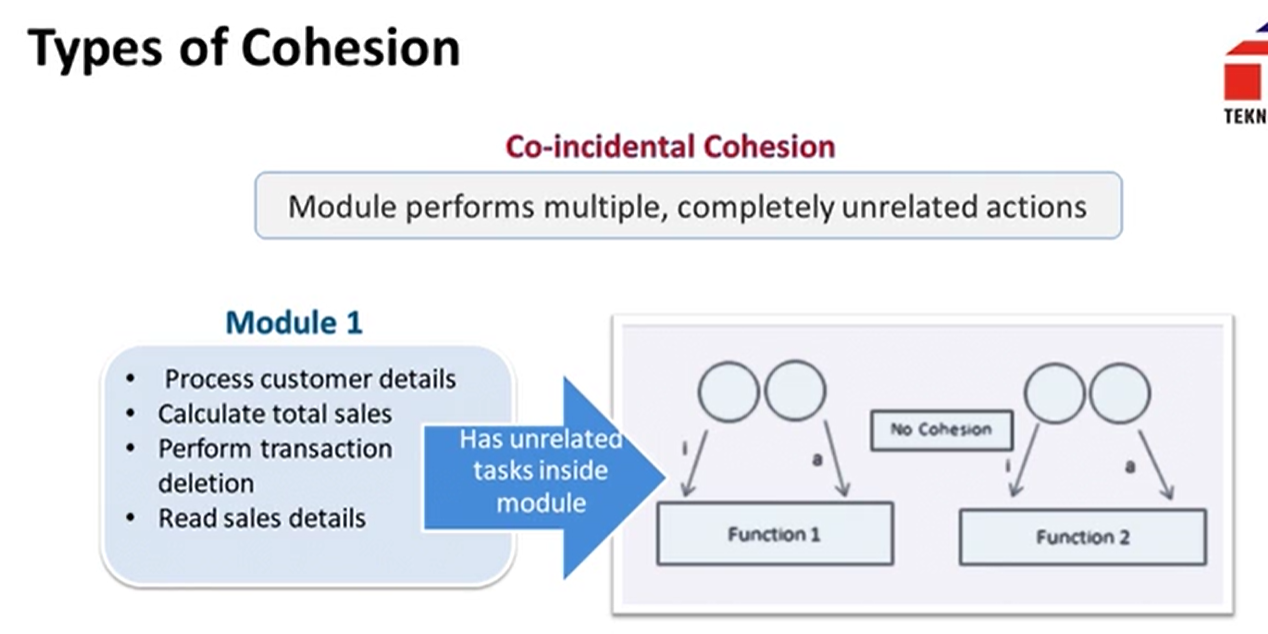 Types of Cohesion
TEKN
Co-incidental Cohesion
Module performs multiple, completely unrelated actions
Module 1
• Process customer details
• Calculate total sales
• Perform transaction
deletion
• Read sales details
Has unrelated
tasks inside
module
No Cohesion
i
a
i
a
Function 1
Function 2